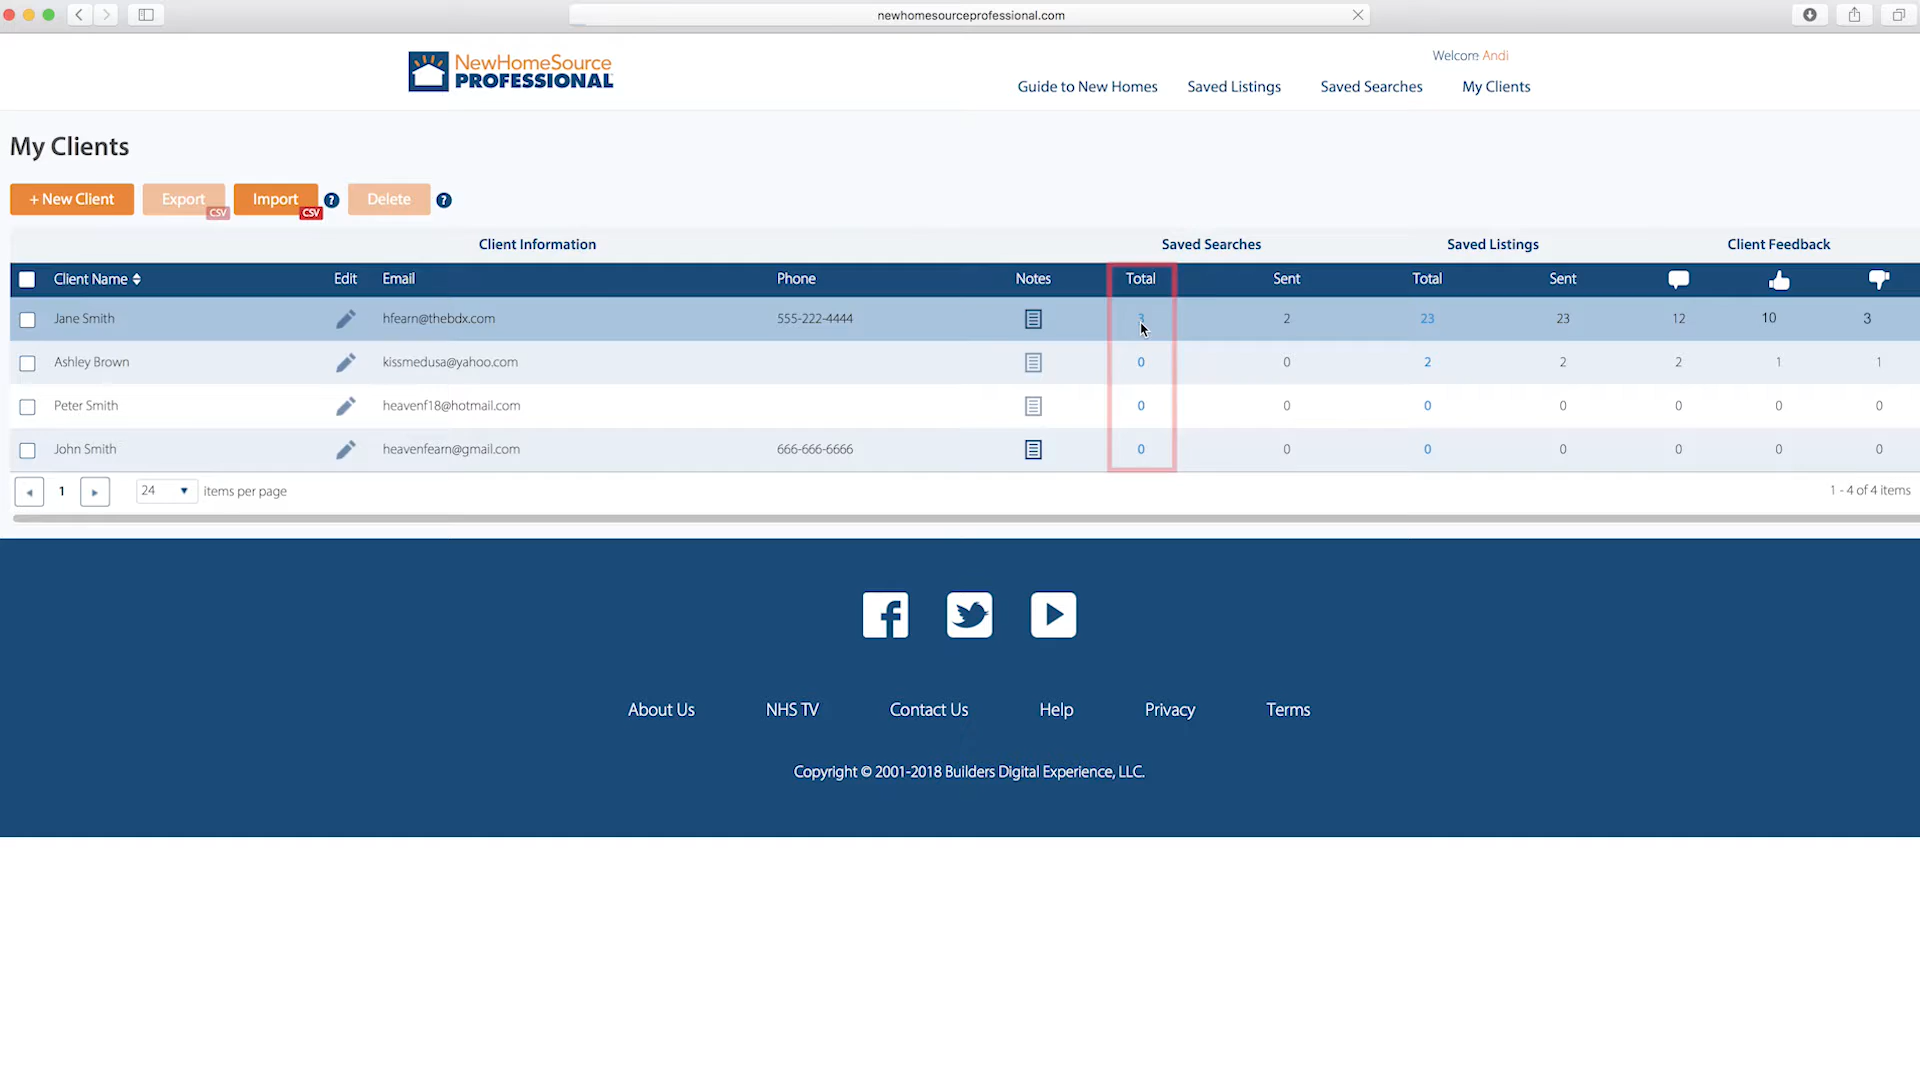 newhomesourceprofessional.com
NewHomeSource
PROFESSIONAL
Welcom Andi
Guide to New Homes Saved Listings Saved Searches My Clients
My Clients
+ New Client Export CSV Import CSV ? Delete ?
Client Information Saved Searches Saved Listings Client Feedback
Client Name Edit Email Phone Notes Total Sent Total Sent
Jane Smith hfearn@thebdx.com 555-222-4444 3 2 23 23 12 10 3
Ashley Brown kissmedusa@yahoo.com 0 0 2 2 2 1 1
Peter Smith heavenf18@hotmail.com 0 0 0 0 0 0 0
John Smith heavenfearn@gmail.com 666-666-6666 0 0 0 0 0 0 0
1 24 items per page 1 - 4 of 4 items
About Us NHS TV Contact Us Help Privacy Terms
Copyright © 2001-2018 Builders Digital Experience, LLC.